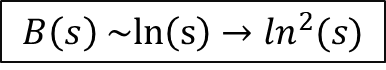 B(s) ~ln(s) → ln²(s)